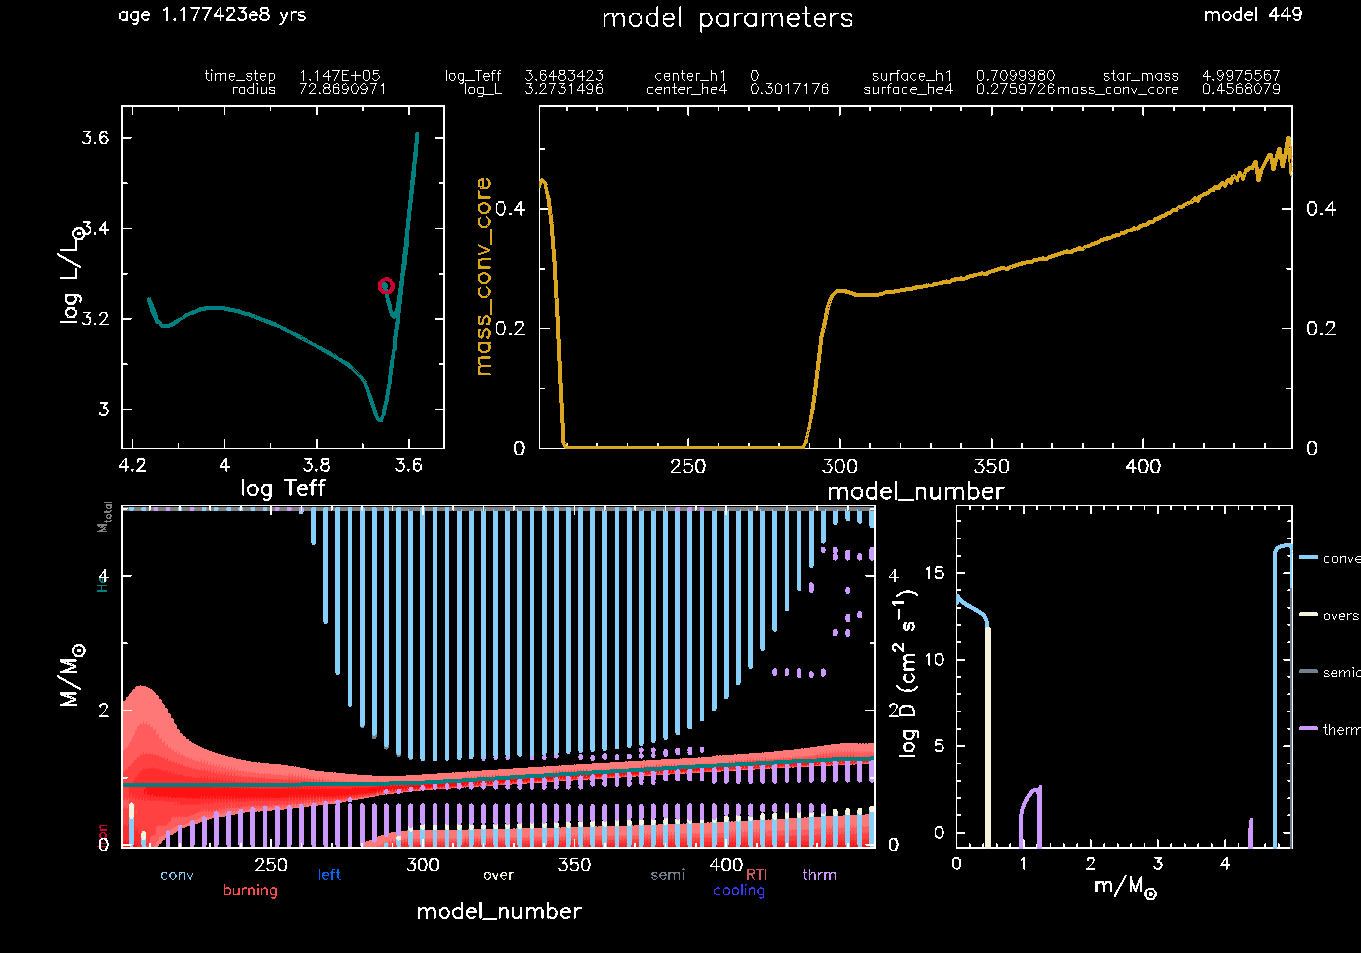 age 1.177423e8 yrs model parameters model 449
time_step 1.147E+05 log_Teff 3.6483423 center_h1 0 surface_h1 0.7099980 star_mass 4.9975567
radius 72.8690971 log_L 3.2731496 center_he4 0.3017176 surface_he4 0.2759726 mass_conv_core 0.4568079
3.6
3.4
3.2
3
log L/L⊙
4.2 4 3.8 3.6
log Teff
mass_conv_core
0.4 0.4
0.2 0.2
0 0
250 300 350 400
model_number
Mtotal
He
4 4
2 2
0 0
M/M⊙
250 300 350 400
conv left over semi RTI thrm
burning cooling
model_number
log D (cm² s⁻¹)
15
10
5
0
0 1 2 3 4
m/M⊙
conve
overs
semic
therm